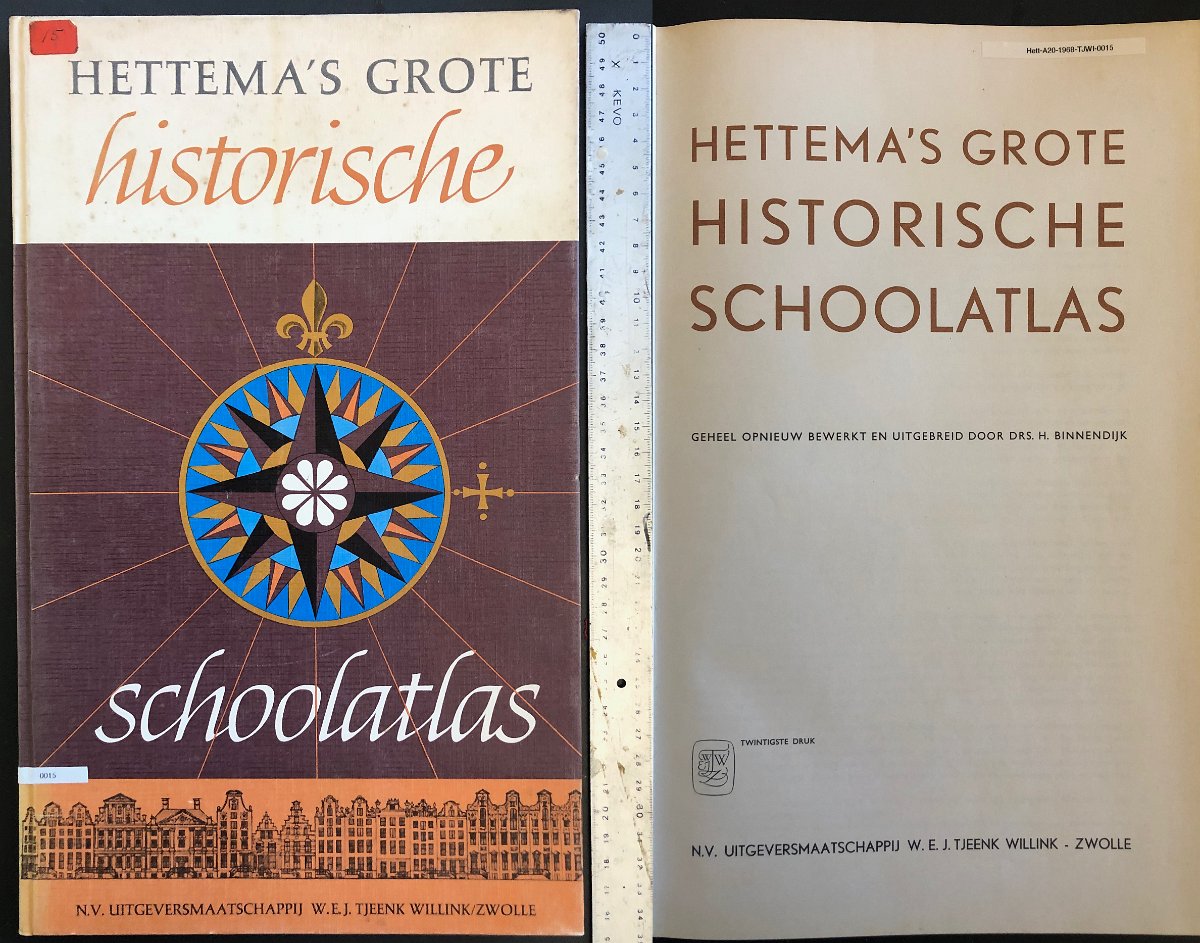 15
HETTEMA'S GROTE
historische
schoolatlas
0015
N.V. UITGEVERSMAATSCHAPPIJ W.E.J. TJEENK WILLINK/ZWOLLE
KEVO
Hett-A20-1968-TJWI-0015
HETTEMA'S GROTE
HISTORISCHE
SCHOOLATLAS
GEHEEL OPNIEUW BEWERKT EN UITGEBREID DOOR DRS. H. BINNENDIJK
TWINTIGSTE DRUK
N.V. UITGEVERSMAATSCHAPPIJ W. E. J. TJEENK WILLINK - ZWOLLE